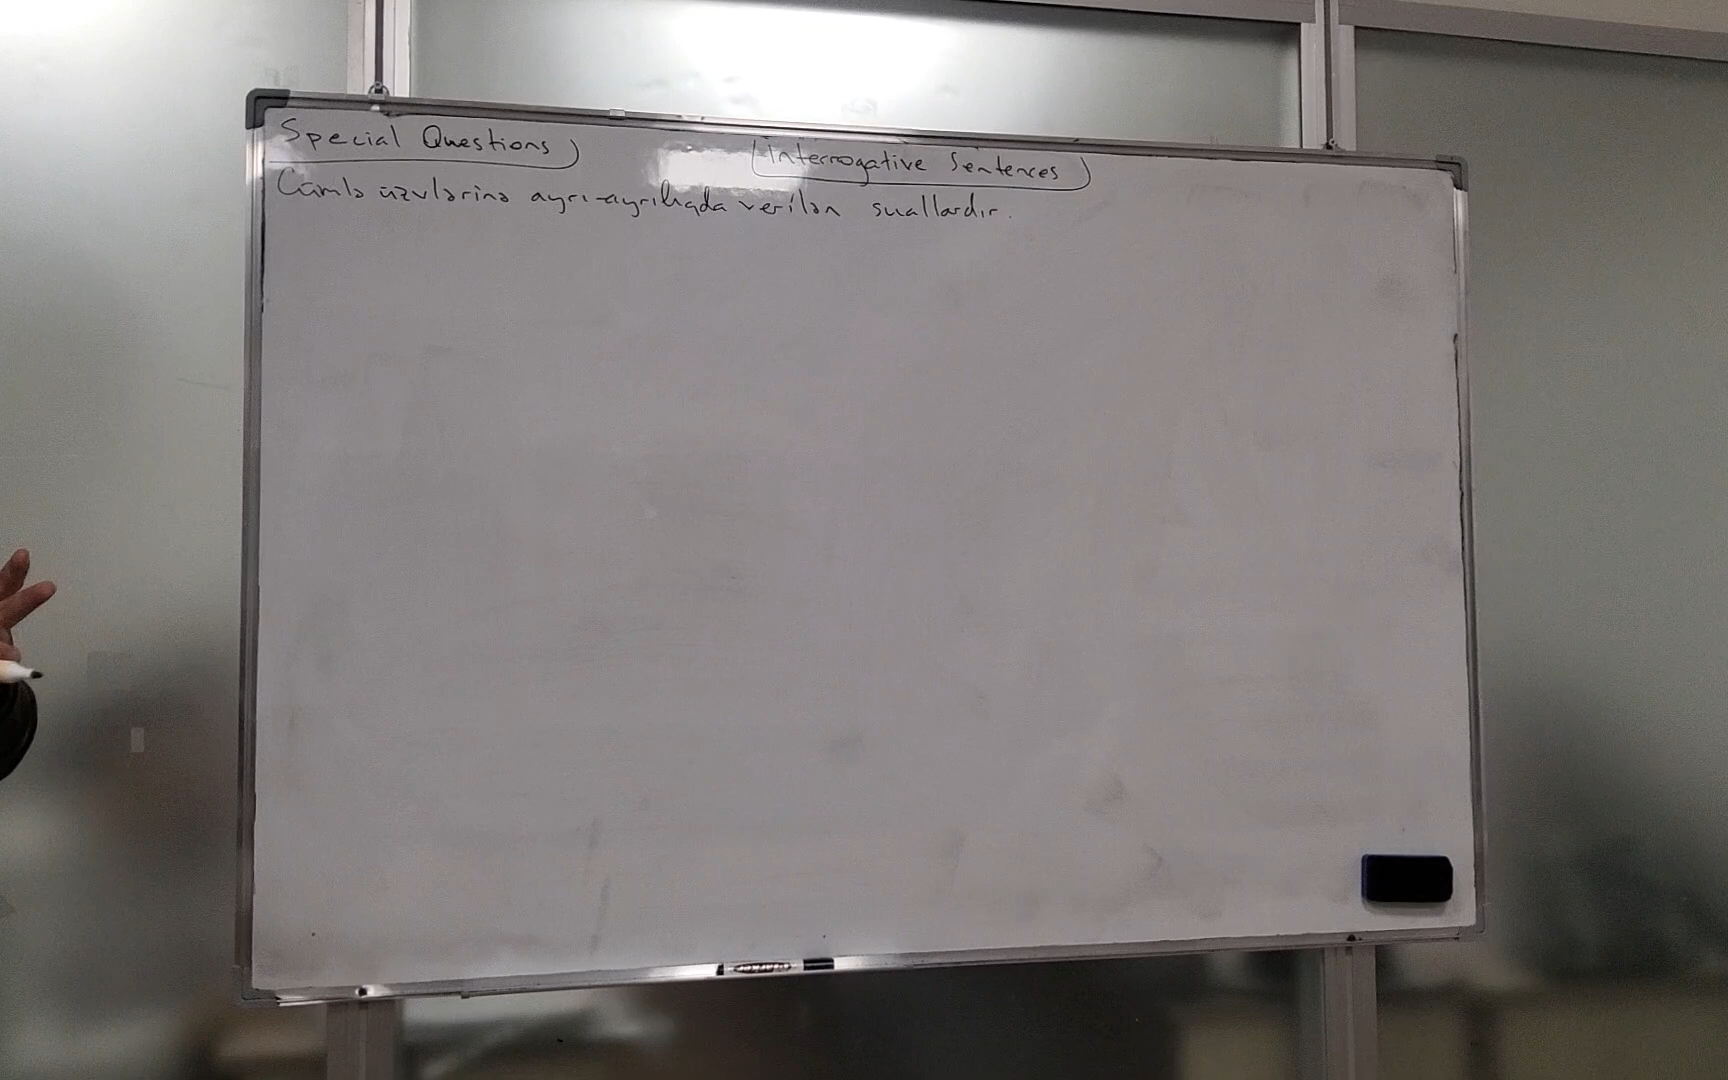 Special Questions
Interrogative Sentences
Cümlə üzvlərinə ayrı-ayrılıqda verilən suallardır.